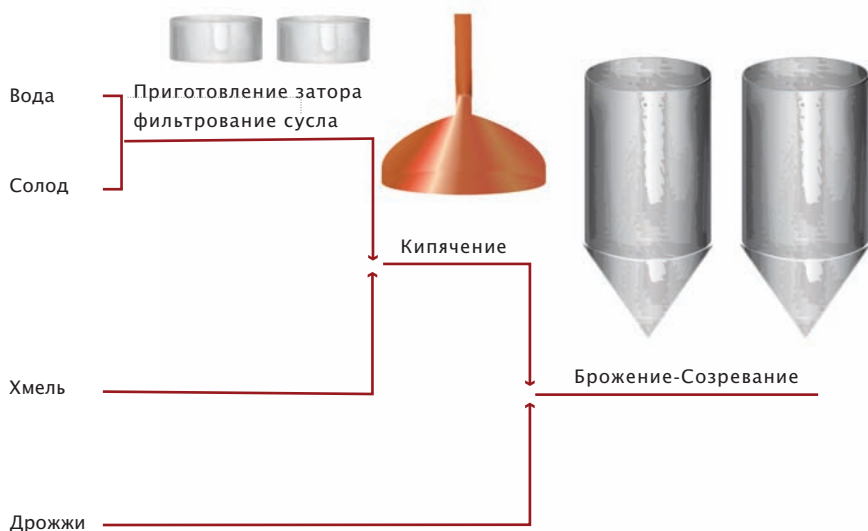 Вода
Приготовление затора
фильтрование сусла
Солод
Кипячение
Хмель
Брожение-Созревание
Дрожжи